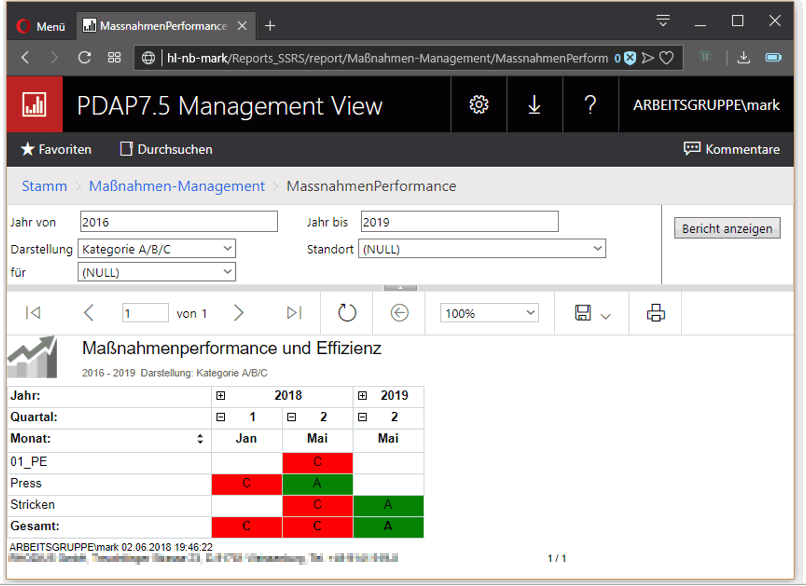 Menü MassnahmenPerformance
hl-nb-mark/Reports_SSRS/report/Maßnahmen-Management/MassnahmenPerform 0
PDAP7.5 Management View ? ARBEITSGRUPPE\mark
Favoriten Durchsuchen Kommentare
Stamm > Maßnahmen-Management > MassnahmenPerformance
Jahr von 2016 Jahr bis 2019 Bericht anzeigen
Darstellung Kategorie A/B/C Standort (NULL)
für (NULL)
1 von 1 100%
Maßnahmenperformance und Effizienz
2016 - 2019 Darstellung: Kategorie A/B/C
Jahr: 2018 2019
Quartal: 1 2 2
Monat: Jan Mai Mai
01_PE C
Press C A
Stricken C A
Gesamt: C C A
ARBEITSGRUPPE\mark 02.06.2018 19:46:22
1 / 1